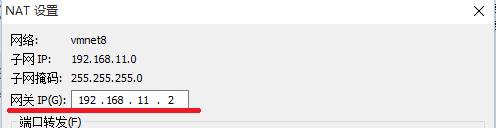 NAT 设置
网络: vmnet8
子网 IP: 192.168.11.0
子网掩码: 255.255.255.0
网关 IP(G): 192 . 168 . 11 . 2
端口转发(F)